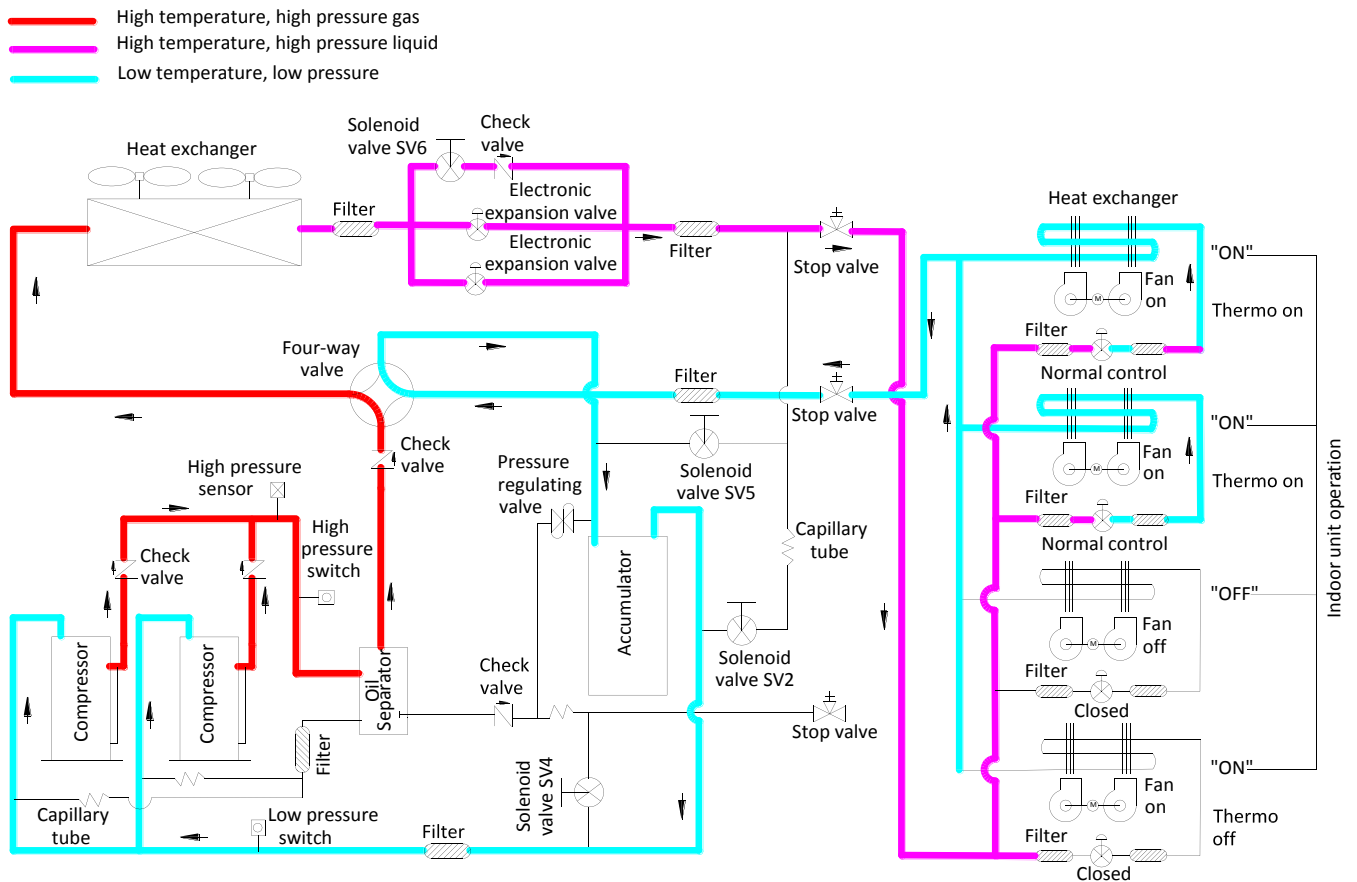 High temperature, high pressure gas
High temperature, high pressure liquid
Low temperature, low pressure
Heat exchanger
Solenoid
valve SV6
Check
valve
Filter
Electronic
expansion valve
Electronic
expansion valve
Filter
Stop valve
Heat exchanger
"ON"
Fan
on
Thermo on
Filter
Normal control
Four-way
valve
Filter
Stop valve
"ON"
Fan
on
Thermo on
Filter
Normal control
Check
valve
High pressure
sensor
Pressure
regulating
valve
Solenoid
valve SV5
High
pressure
switch
Check
valve
Capillary
tube
Indoor unit operation
"OFF"
Fan
off
Filter
Closed
Compressor
Compressor
Oil
Separator
Accumulator
Check
valve
Solenoid
valve SV2
Stop valve
Filter
Solenoid
valve SV4
Capillary
tube
Low pressure
switch
Filter
"ON"
Fan
on
Thermo
off
Filter
Closed
M
M
M
M